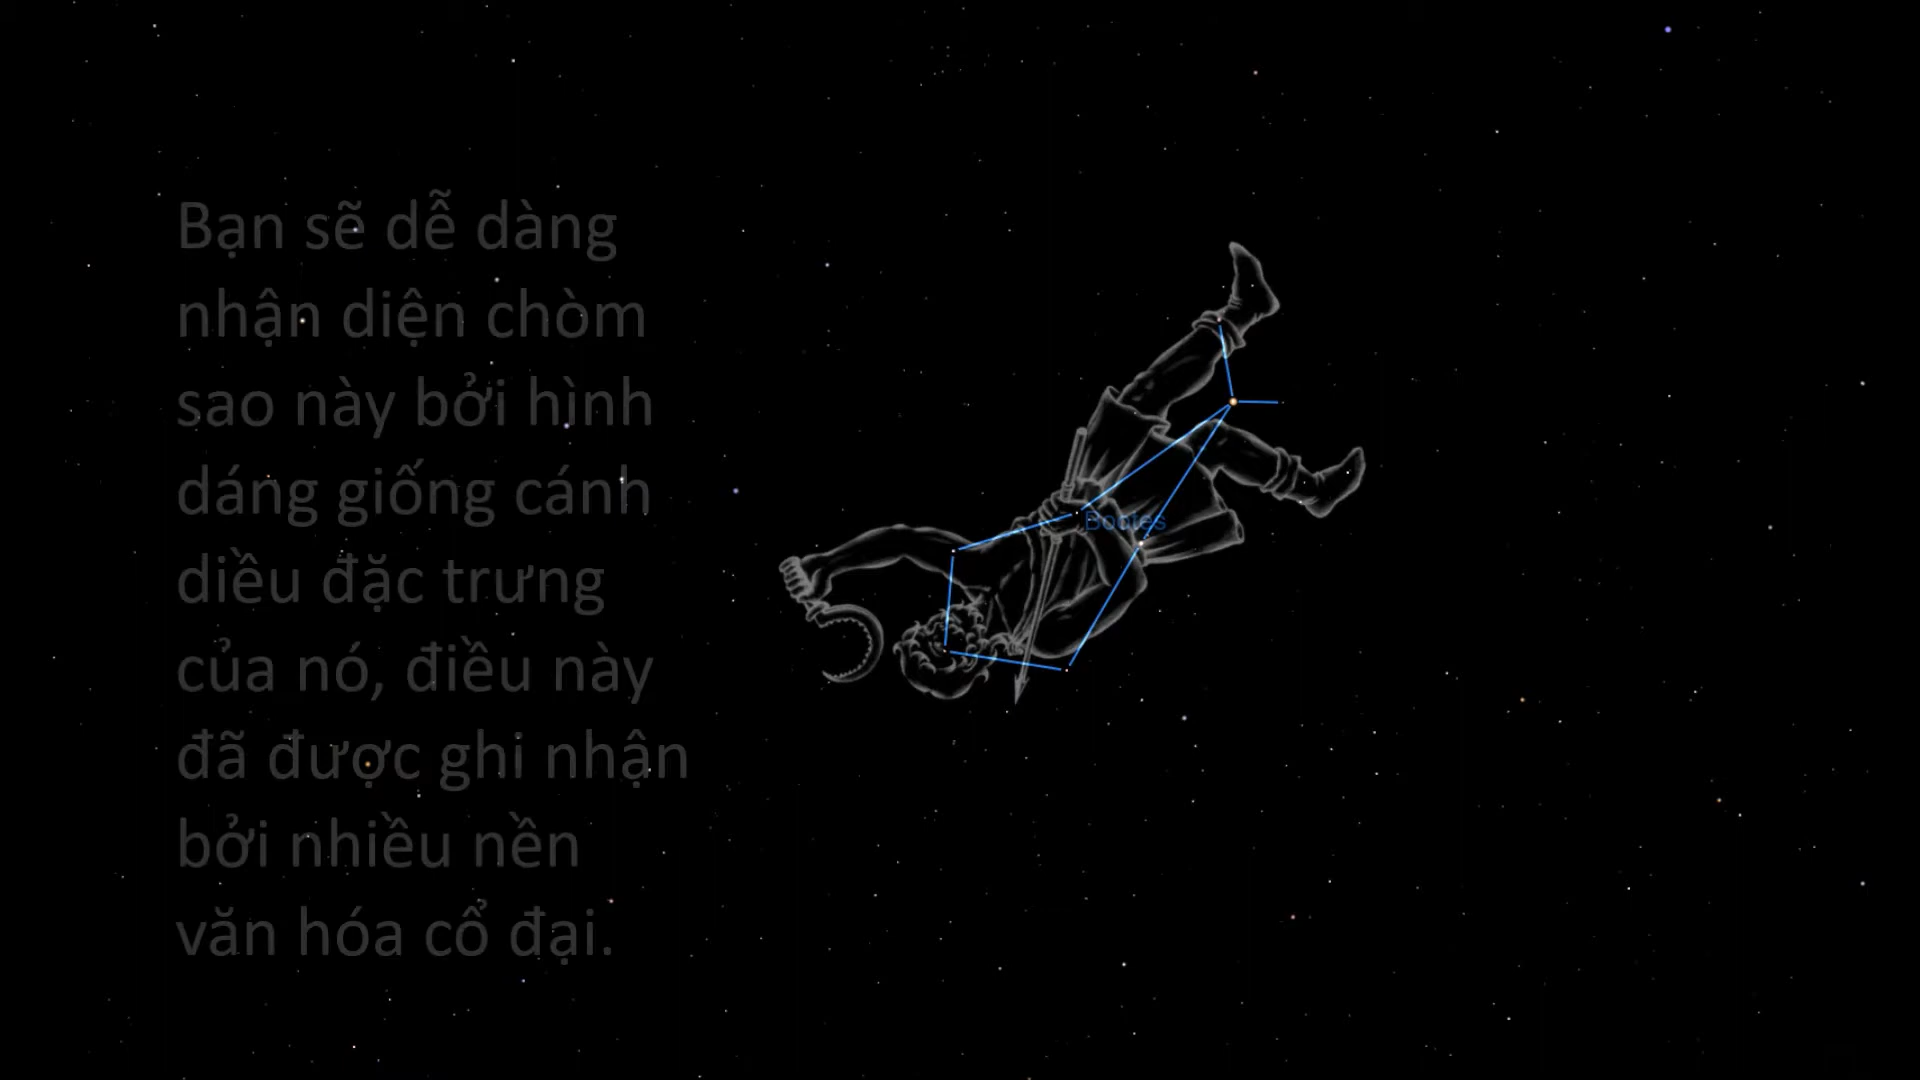 Bạn sẽ dễ dàng
nhận diện chòm
sao này bởi hình
dáng giống cánh
diều đặc trưng
của nó, điều này
đã được ghi nhận
bởi nhiều nền
văn hóa cổ đại.
Bootes